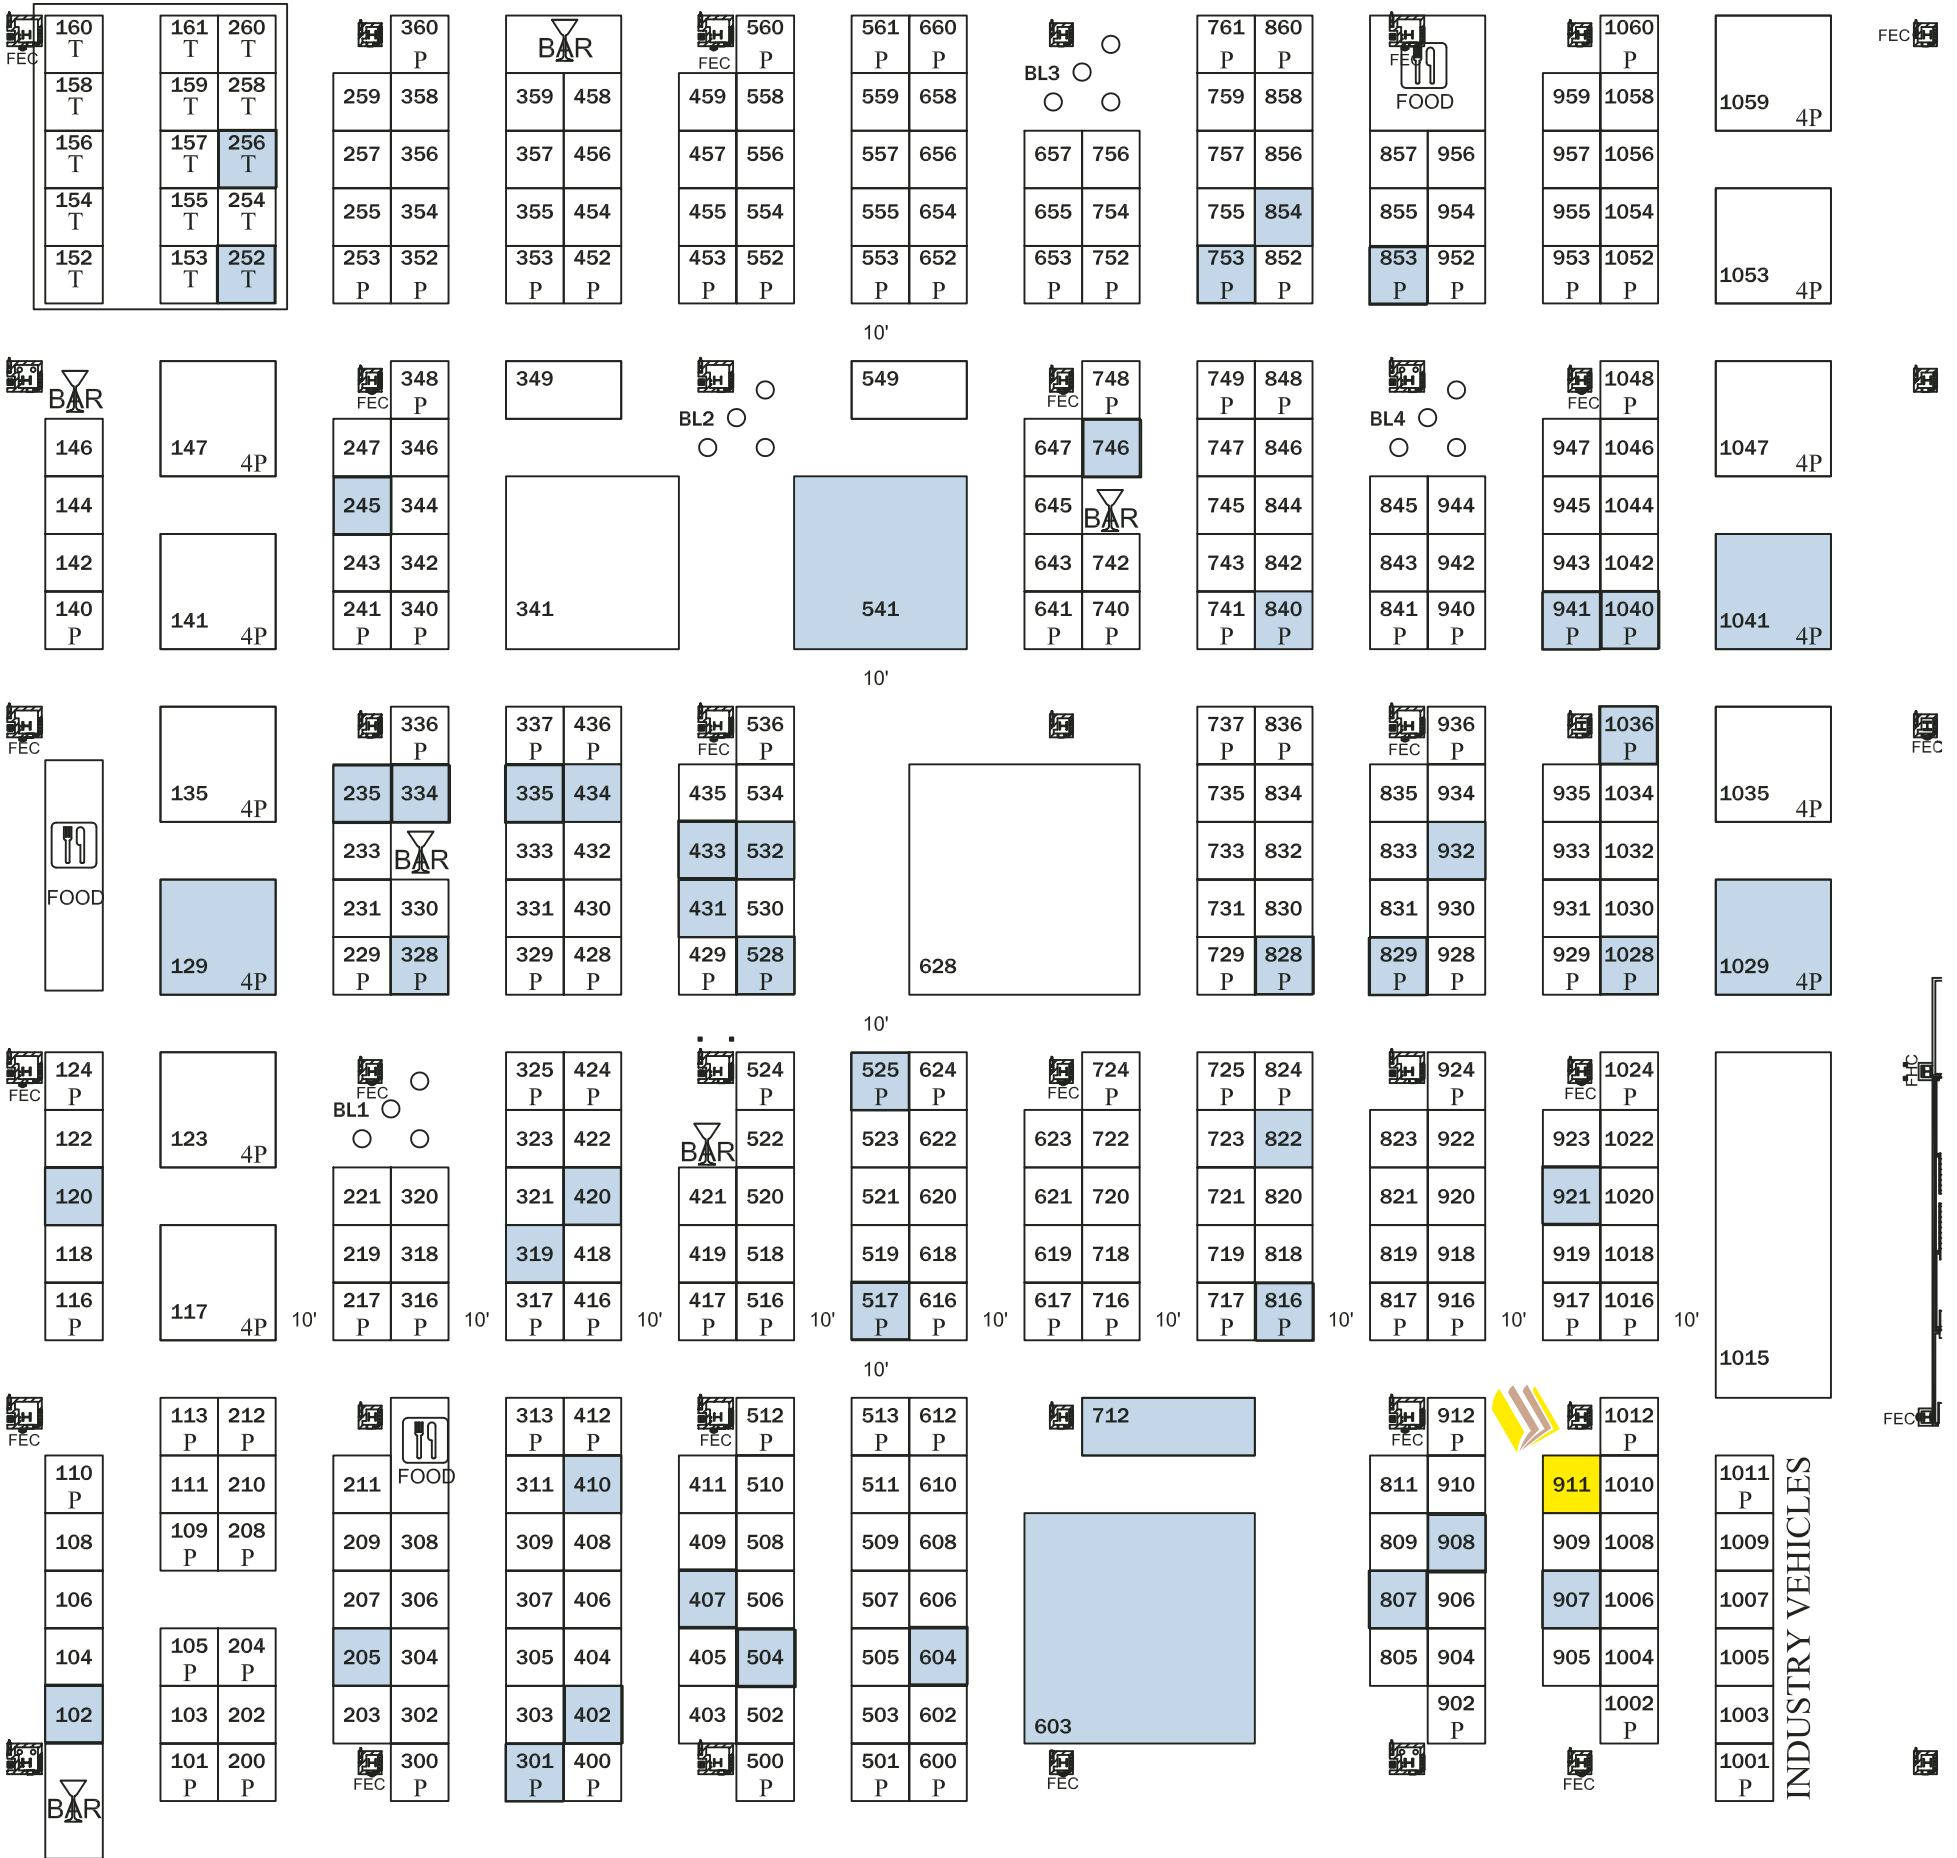 160 161 260 360 BAR 560 561 660 761 860 1060
FEC T T T P FEC P P P P P FEC P FEC
158 159 258 259 358 359 458 459 558 559 658 BL3 759 858 FOOD 959 1058 1059 4P
T T T
156 157 256 257 356 357 456 457 556 557 656 657 756 757 856 857 956 957 1056
T T T
154 155 254 255 354 355 454 455 554 555 654 655 754 755 854 855 954 955 1054
T T T
152 153 252 253 352 353 452 453 552 553 652 653 752 753 852 853 952 953 1052 1053 4P
T T T P P P P P P P P P P P P P P P P
10'
BAR 348 349 549 748 749 848 1048
FEC P FEC P P P FEC P
146 147 4P 247 346 BL2 647 746 747 846 BL4 947 1046 1047 4P
144 245 344 645 BAR 745 844 845 944 945 1044
142 243 342 643 742 743 842 843 942 943 1042
140 141 4P 241 340 341 541 641 740 741 840 841 940 941 1040 1041 4P
P P P P P P P P P P P
10'
336 337 436 536 737 836 936 1036
FEC P P P FEC P P P FEC P P FEC
135 4P 235 334 335 434 435 534 735 834 835 934 935 1034 1035 4P
233 BAR 333 432 433 532 733 832 833 932 933 1032
FOOD 231 330 331 430 431 530 731 830 831 930 931 1030
129 4P 229 328 329 428 429 528 628 729 828 829 928 929 1028 1029 4P
P P P P P P P P P P P P
10'
124 325 424 524 525 624 724 725 824 924 1024 FHC
FEC P FEC P P P P P FEC P P P P FEC P
122 123 4P BL1 323 422 BAR 522 523 622 623 722 723 822 823 922 923 1022
120 221 320 321 420 421 520 521 620 621 720 721 820 821 920 921 1020
118 219 318 319 418 419 518 519 618 619 718 719 818 819 918 919 1018
116 117 4P 10' 217 316 10' 317 416 10' 417 516 10' 517 616 10' 617 716 10' 717 816 10' 817 916 10' 917 1016 10' 1015
P P P P P P P P P P P P P P P P P
10'
113 212 313 412 512 513 612 712 912 1012
FEC P P P P FEC P P P FEC P P FEC
110 111 210 211 FOOD 311 410 411 510 511 610 811 910 911 1010 1011
P P
108 109 208 209 308 309 408 409 508 509 608 809 908 909 1008 1009
P P
106 207 306 307 406 407 506 507 606 807 906 907 1006 1007
104 105 204 205 304 305 404 405 504 505 604 805 904 905 1004 1005
P P
102 103 202 203 302 303 402 403 502 503 602 603 902 1002 1003
P P
BAR 101 200 300 301 400 500 501 600 1001
P P FEC P P P P P P FEC FEC P
INDUSTRY VEHICLES